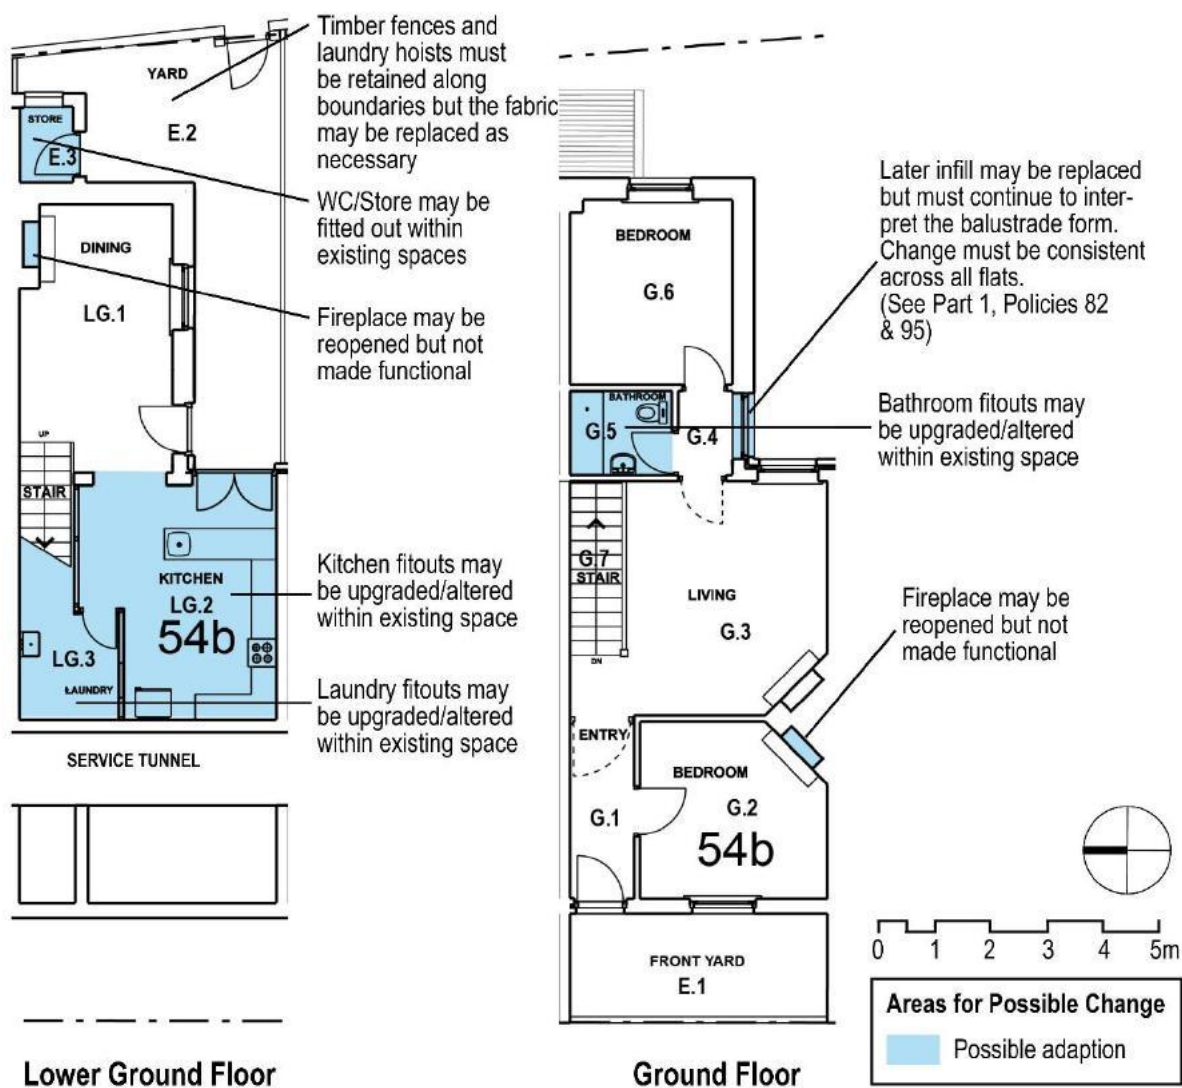 Timber fences and
laundry hoists must
be retained along
boundaries but the fabric
may be replaced as
necessary
YARD
E.2
STORE
E.3
WC/Store may be
fitted out within
existing spaces
DINING
LG.1
Fireplace may be
reopened but not
made functional
UP
STAIR
KITCHEN
LG.2
54b
Kitchen fitouts may
be upgraded/altered
within existing space
LG.3
LAUNDRY
Laundry fitouts may
be upgraded/altered
within existing space
SERVICE TUNNEL
Lower Ground Floor
Later infill may be replaced
but must continue to inter-
pret the balustrade form.
Change must be consistent
across all flats.
(See Part 1, Policies 82
& 95)
BEDROOM
G.6
BATHROOM
G.5
G.4
Bathroom fitouts may
be upgraded/altered
within existing space
G.7
STAIR
DN
LIVING
G.3
Fireplace may be
reopened but not
made functional
ENTRY
G.1
BEDROOM
G.2
54b
FRONT YARD
E.1
Ground Floor
0 1 2 3 4 5m
Areas for Possible Change
Possible adaption